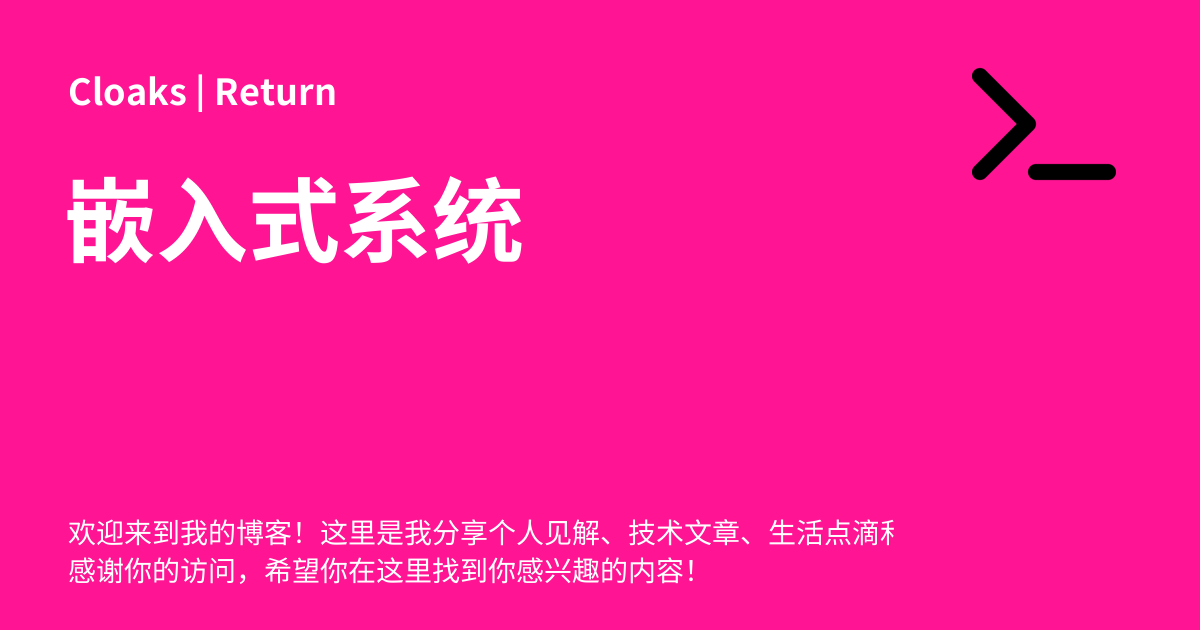 Cloaks | Return
嵌入式系统
欢迎来到我的博客！这里是我分享个人见解、技术文章、生活点滴
感谢你的访问，希望你在这里找到你感兴趣的内容！